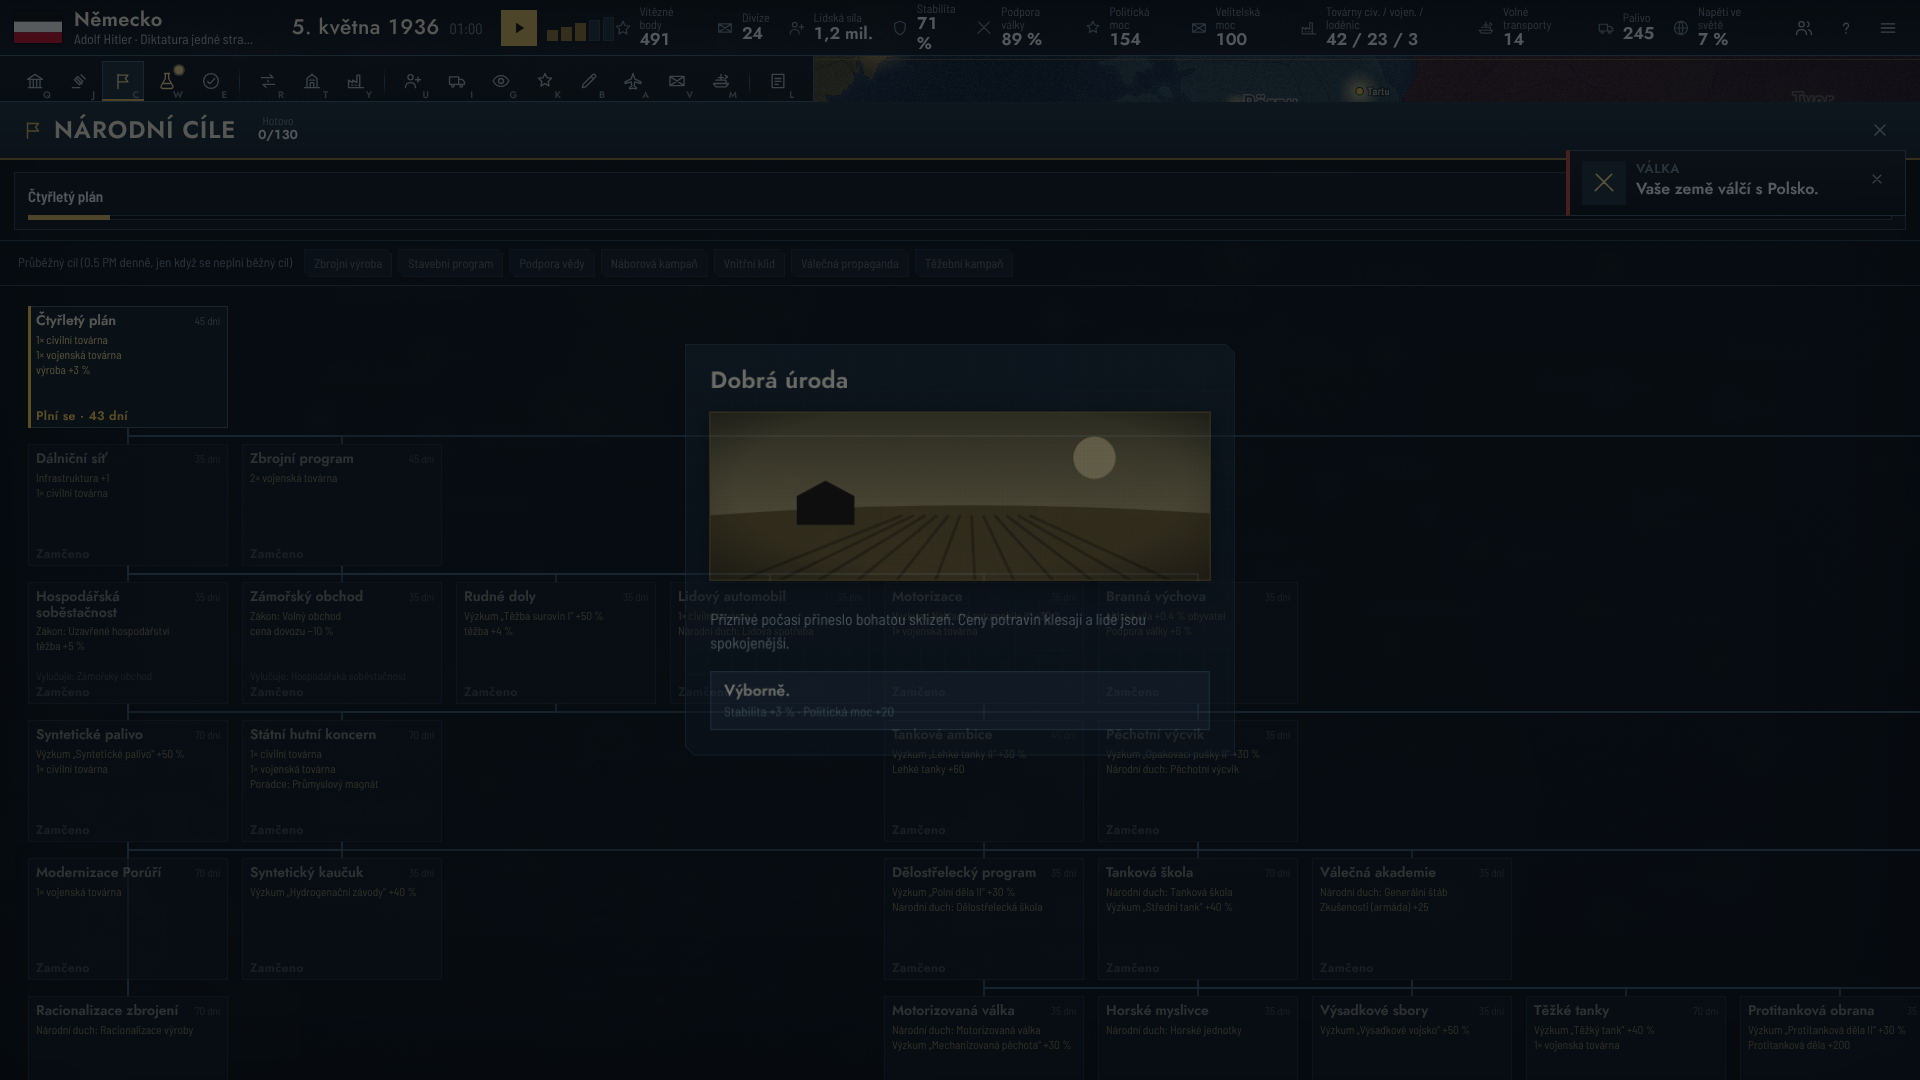 Německo
Adolf Hitler · Diktatura jedné stra...
5. května 1936 01:00
Vítězné body 491
Divize 24
Lidská síla 1,2 mil.
Stabilita 71 %
Podpora války 89 %
Politická moc 154
Velitelská moc 100
Továrny civ. / vojen. / loděnic 42 / 23 / 3
Volné transporty 14
Palivo 245
Napětí ve světě 7 %
?
Q J C W E R T Y U I G K B A V M L
Tartu
NÁRODNÍ CÍLE
Hotovo
0/130
VÁLKA
Vaše země válčí s Polsko.
Čtyřletý plán
Průběžný cíl (0.5 PM denně, jen když se neplní běžný cíl) Zbrojní výroba Stavební program Podpora vědy Náborová kampaň Vnitřní klid Válečná propaganda Těžební kampaň
Čtyřletý plán 45 dní
1× civilní továrna
1× vojenská továrna
výroba +3 %
Plní se · 43 dní
Dobrá úroda
Příznivé počasí přineslo bohatou sklizeň. Ceny potravin klesají a lidé jsou
spokojenější.
Výborně.
Stabilita +3 % · Politická moc +20
Dálniční síť 35 dní
Infrastruktura +1
1× civilní továrna
Zamčeno
Zbrojní program 45 dní
2× vojenská továrna
Zamčeno
Hospodářská soběstačnost 35 dní
Zákon: Uzavřené hospodářství
těžba +5 %
Vylučuje: Zámořský obchod
Zamčeno
Zámořský obchod 35 dní
Zákon: Volný obchod
cena dovozu −10 %
Vylučuje: Hospodářská soběstačnost
Zamčeno
Rudné doly 35 dní
Výzkum „Těžba surovin I“ +50 %
těžba +4 %
Zamčeno
Lidový automobil
Motorizace
1× vojenská továrna
Zamčeno
Branná výchova 35 dní
Zamčeno
Syntetické palivo 70 dní
Výzkum „Syntetické palivo“ +50 %
1× civilní továrna
Zamčeno
Státní hutní koncern 70 dní
1× civilní továrna
1× vojenská továrna
Poradce: Průmyslový magnát
Zamčeno
Tankové ambice
Výzkum „Lehké tanky II“ +30 %
Lehké tanky +60
Zamčeno
Pěchotní výcvik 35 dní
Výzkum „Opakovací pušky II“ +30 %
Národní duch: Pěchotní výcvik
Zamčeno
Modernizace Porúří 70 dní
1× vojenská továrna
Zamčeno
Syntetický kaučuk 35 dní
Výzkum „Hydrogenační závody“ +40 %
Zamčeno
Dělostřelecký program 35 dní
Výzkum „Polní děla II“ +30 %
Národní duch: Dělostřelecká škola
Zamčeno
Tanková škola 70 dní
Národní duch: Tanková škola
Výzkum „Střední tank“ +40 %
Zamčeno
Válečná akademie 35 dní
Národní duch: Generální štáb
Zkušenosti (armáda) +25
Zamčeno
Racionalizace zbrojení 70 dní
Národní duch: Racionalizace výroby
Motorizovaná válka 35 dní
Národní duch: Motorizovaná válka
Výzkum „Mechanizovaná pěchota“ +30 %
Horské myslivce 35 dní
Národní duch: Horské jednotky
Výsadkové sbory 35 dní
Výzkum „Výsadkové vojsko“ +50 %
Těžké tanky 70 dní
Výzkum „Těžký tank“ +40 %
1× vojenská továrna
Protitanková obrana 35
Výzkum „Protitanková děla II“ +30 %
Protitanková děla +200